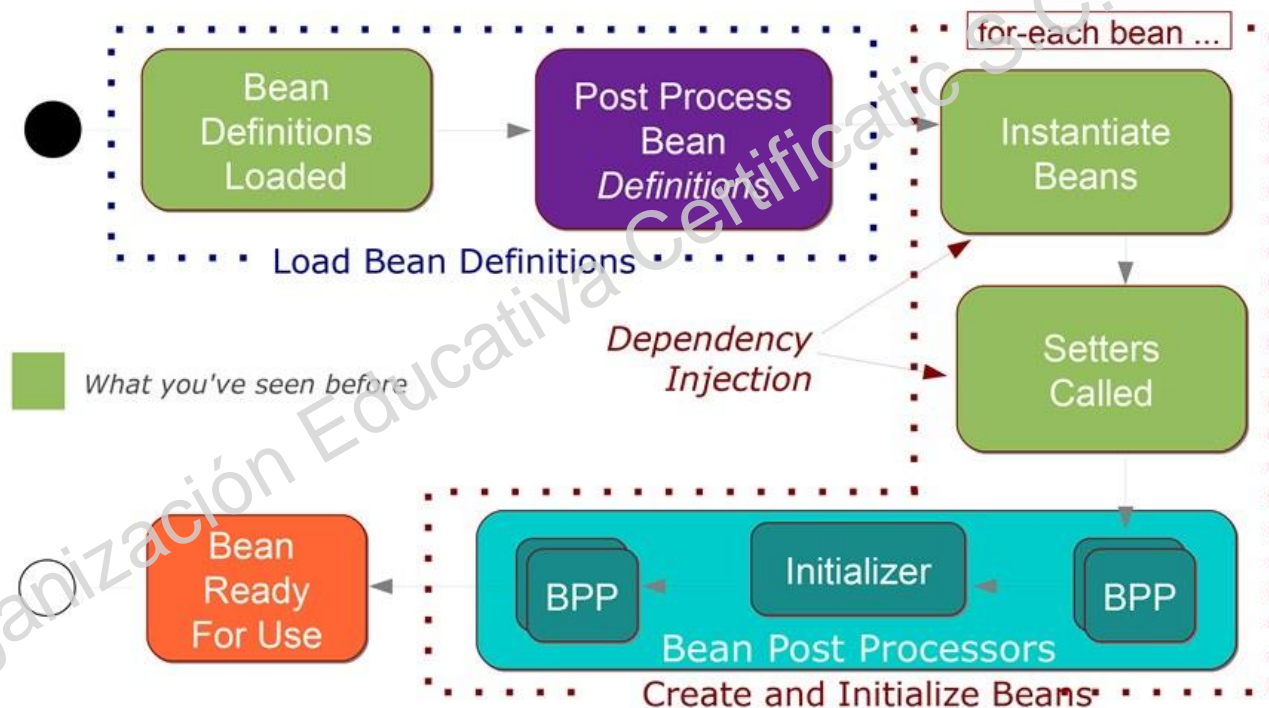 for-each bean ...
Bean
Definitions
Loaded
Post Process
Bean
Definitions
Instantiate
Beans
Load Bean Definitions
Dependency
Injection
Setters
Called
What you've seen before
Bean
Ready
For Use
BPP
Initializer
BPP
Bean Post Processors
Create and Initialize Beans
Educativa Certificatic S.C.